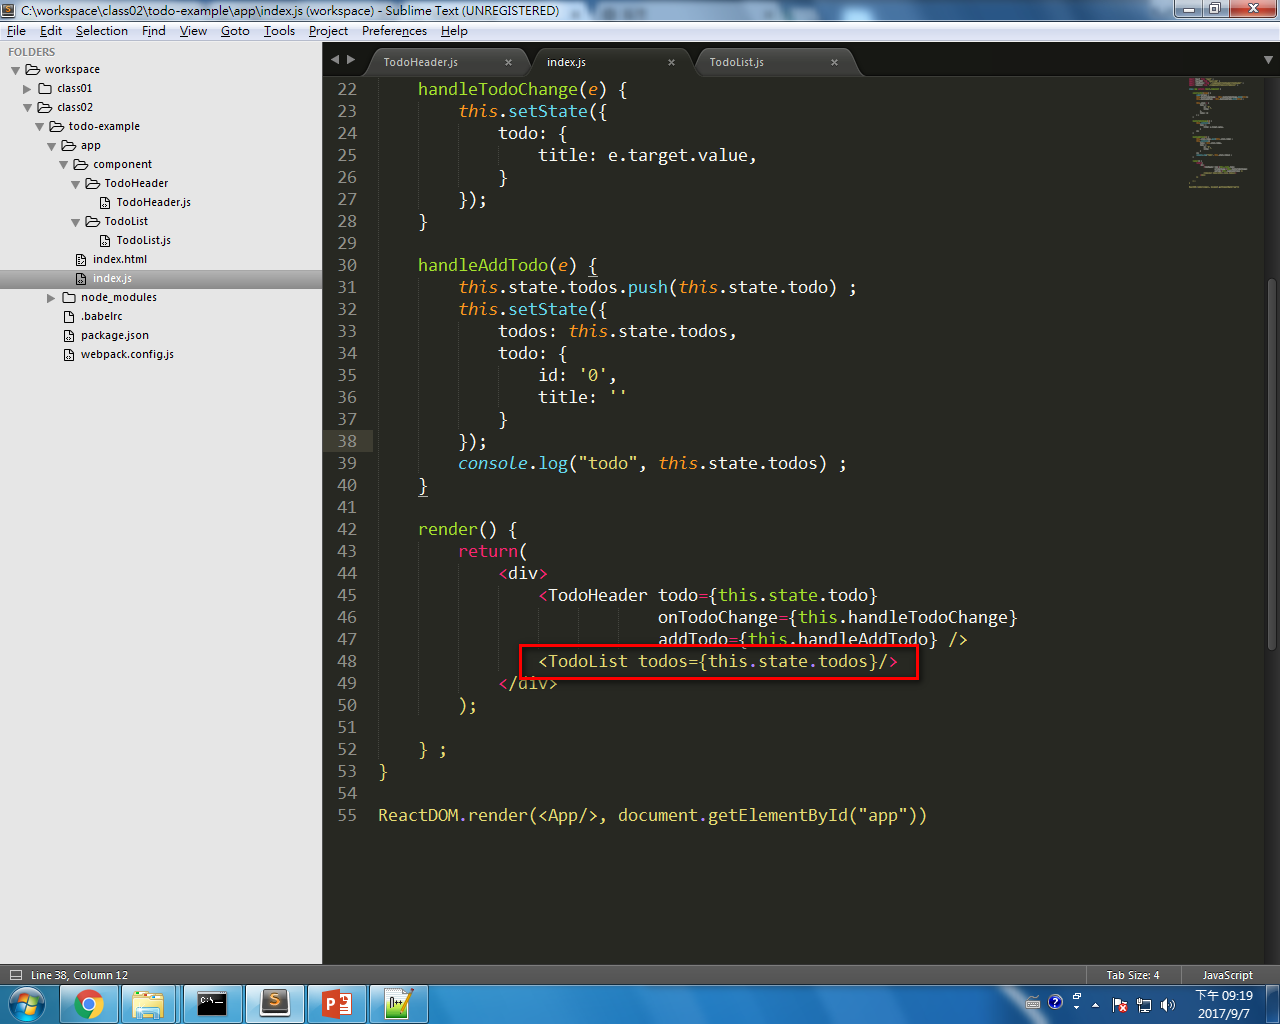 C:\workspace\class02\todo-example\app\index.js (workspace) - Sublime Text (UNREGISTERED)
File Edit Selection Find View Goto Tools Project Preferences Help
FOLDERS
workspace
class01
class02
todo-example
app
component
TodoHeader
TodoHeader.js
TodoList
TodoList.js
index.html
index.js
node_modules
.babelrc
package.json
webpack.config.js
TodoHeader.js × index.js × TodoList.js ×
22 handleTodoChange(e) {
23 this.setState({
24 todo: {
25 title: e.target.value,
26 }
27 });
28 }
29
30 handleAddTodo(e) {
31 this.state.todos.push(this.state.todo) ;
32 this.setState({
33 todos: this.state.todos,
34 todo: {
35 id: '0',
36 title: ''
37 }
38 });
39 console.log("todo", this.state.todos) ;
40 }
41
42 render() {
43 return(
44 <div>
45 <TodoHeader todo={this.state.todo}
46 onTodoChange={this.handleTodoChange}
47 addTodo={this.handleAddTodo} />
48 <TodoList todos={this.state.todos}/>
49 </div>
50 );
51
52 } ;
53 }
54
55 ReactDOM.render(<App/>, document.getElementById("app"))
Line 38, Column 12 Tab Size: 4 JavaScript
下午 09:19
2017/9/7